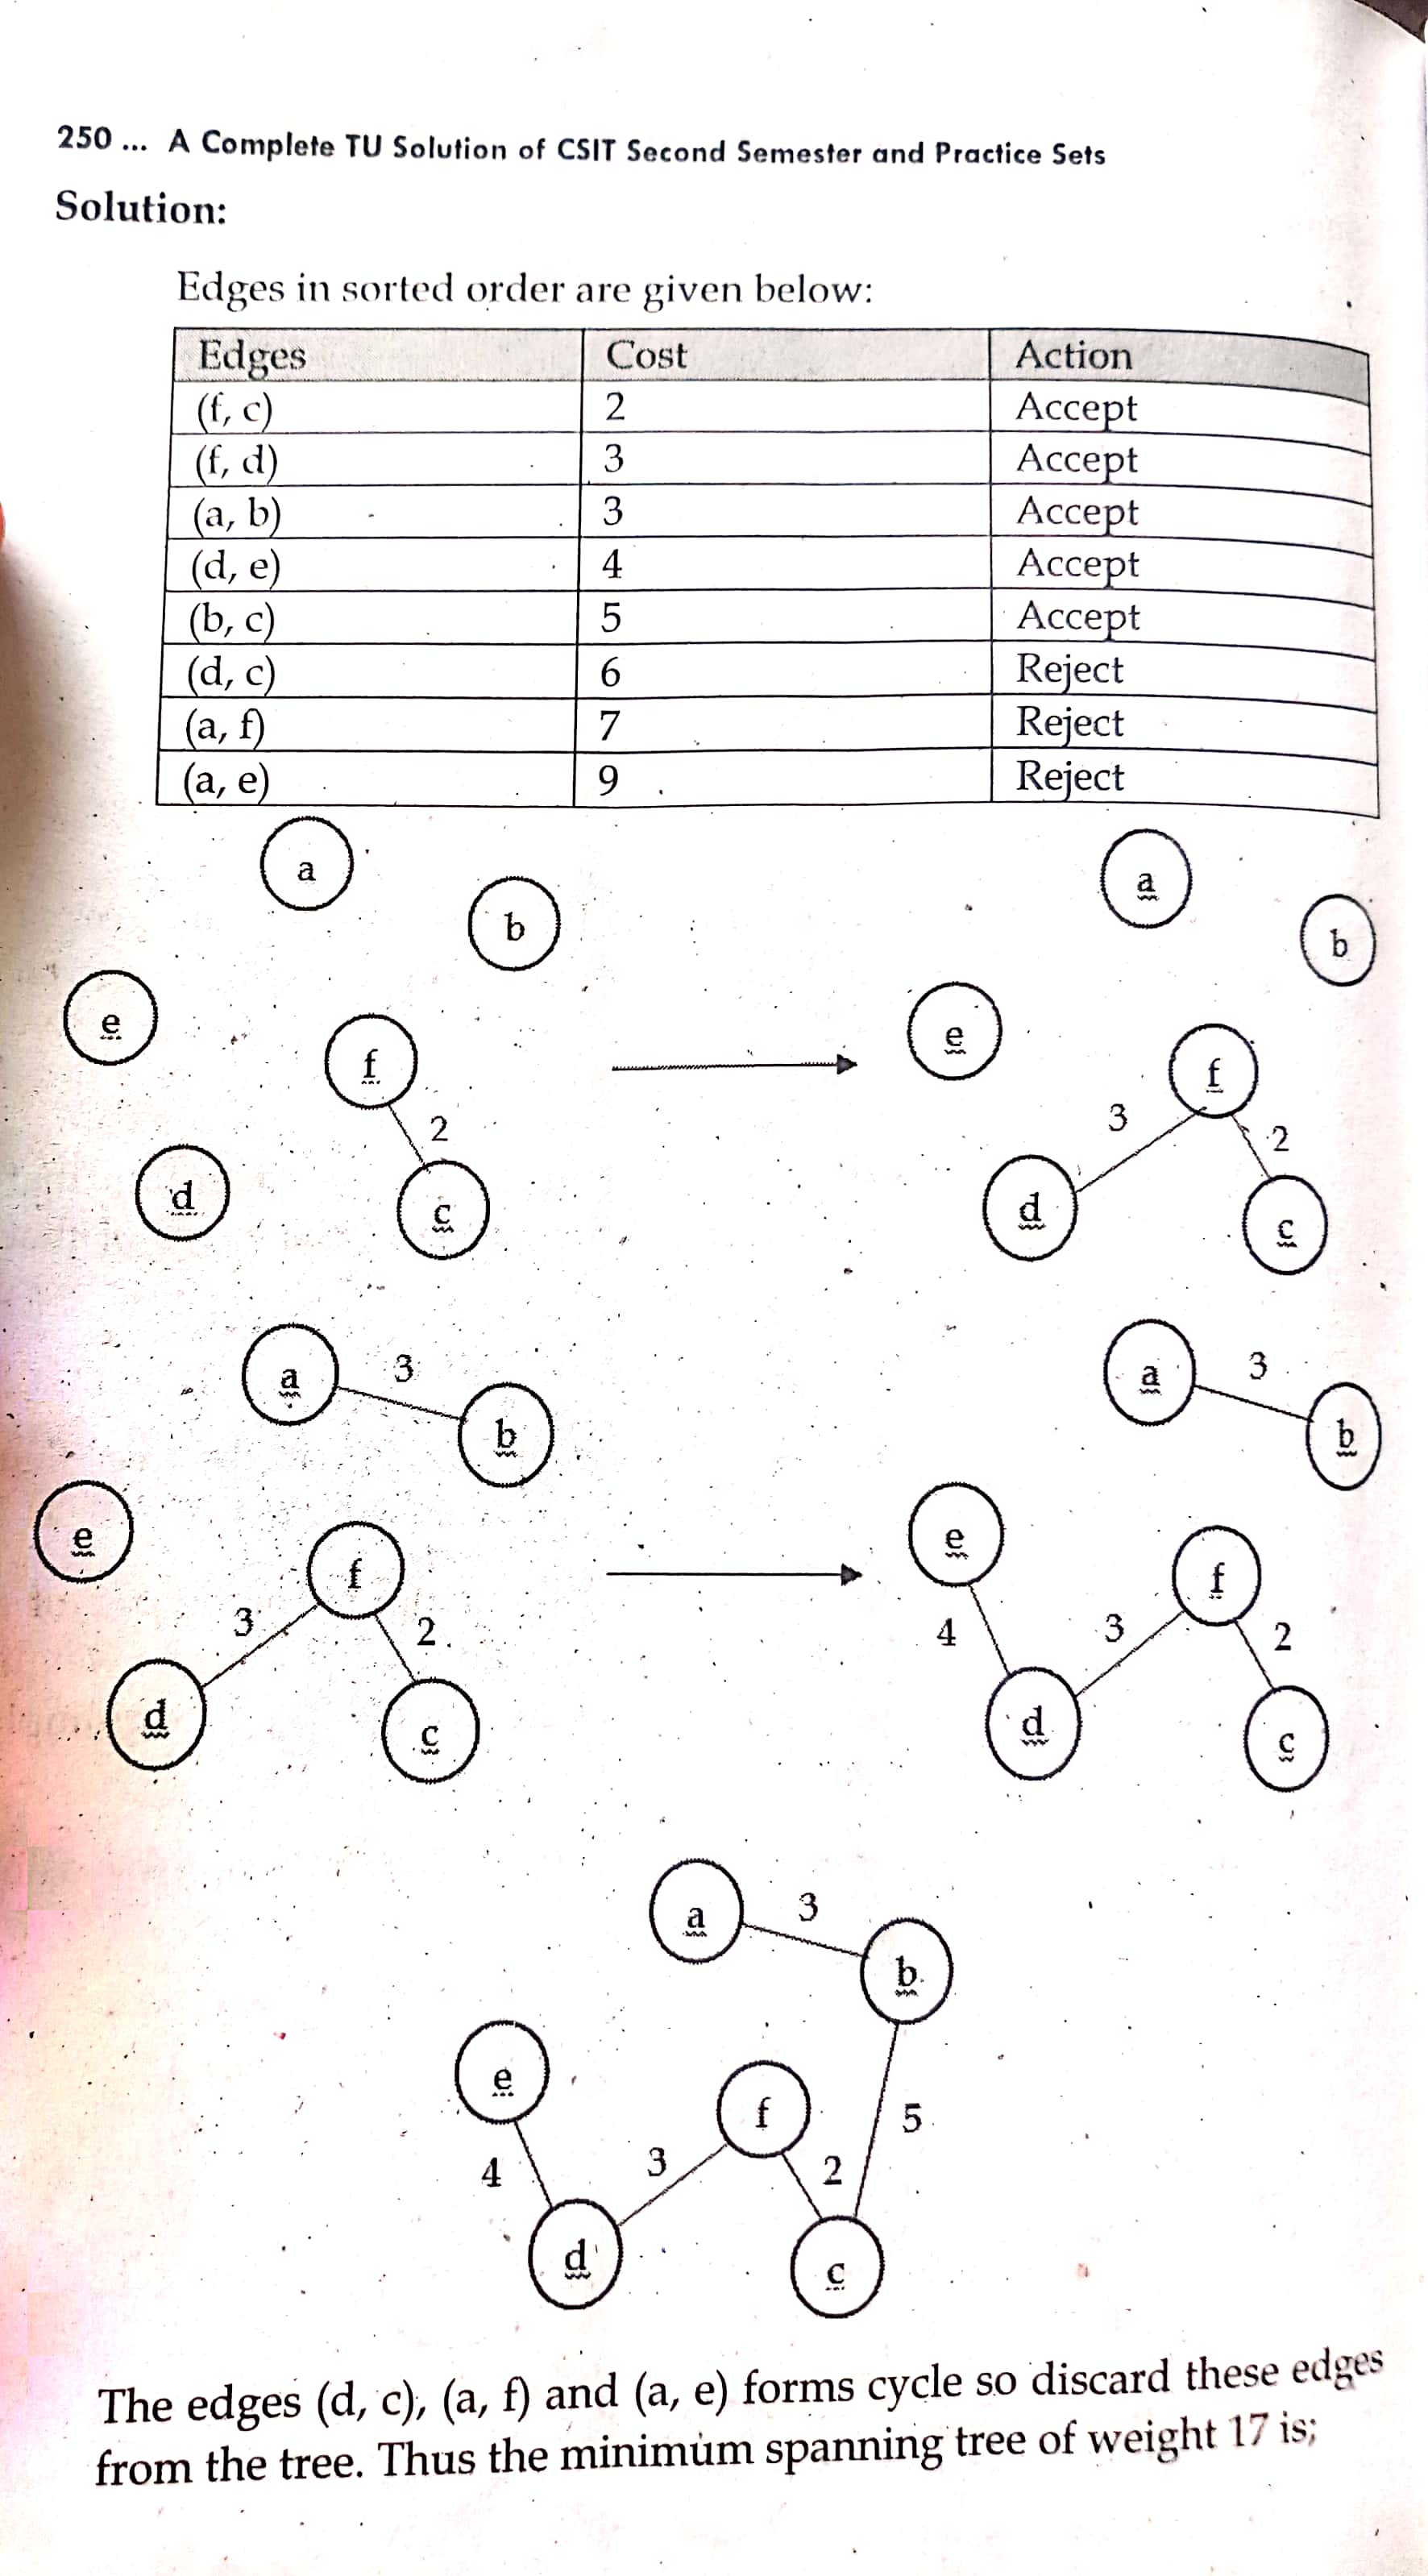 250 ... A Complete TU Solution of CSIT Second Semester and Practice Sets
Solution:
Edges in sorted order are given below:
Edges Cost Action
(f, c) 2 Accept
(f, d) 3 Accept
(a, b) 3 Accept
(d, e) 4 Accept
(b, c) 5 Accept
(d, c) 6 Reject
(a, f) 7 Reject
(a, e) 9 Reject
a
b
e
f
2
d
c
a
b
e
f
3
2
d
c
a 3
b
e
f
3
2
d
c
a 3
b
e
f
4
3
2
d
c
a 3
b
e
f
5
4
3
2
d
c
The edges (d, c), (a, f) and (a, e) forms cycle so discard these edges
from the tree. Thus the minimum spanning tree of weight 17 is;